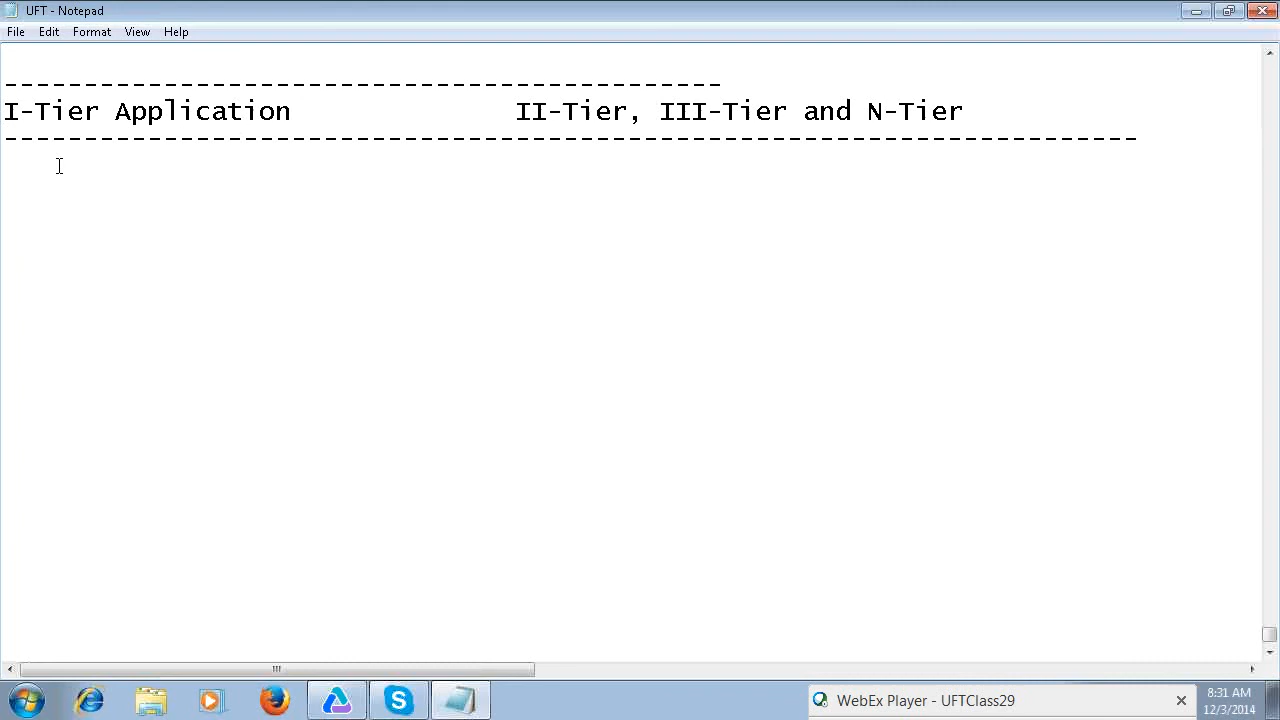 UFT - Notepad
File Edit Format View Help
---------------------------------------------
I-Tier Application II-Tier, III-Tier and N-Tier
-----------------------------------------------------------------------
WebEx Player - UFTClass29
8:31 AM
12/3/2014